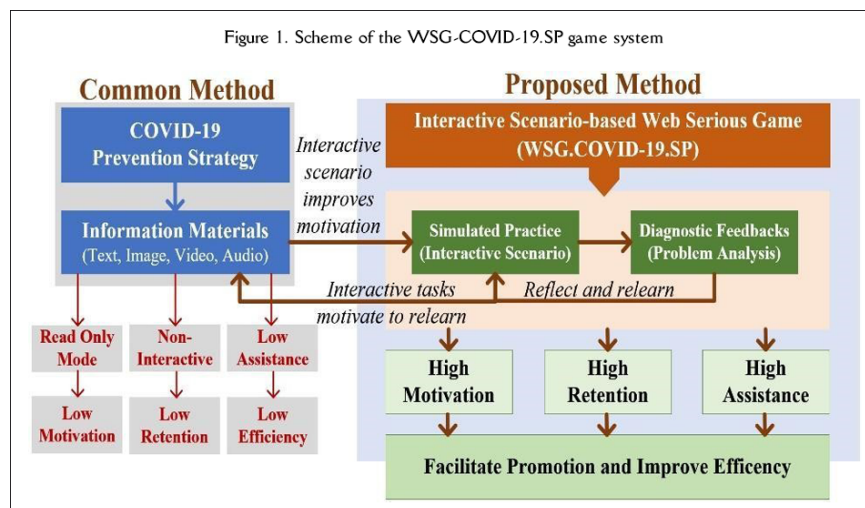 Figure 1. Scheme of the WSG-COVID-19.SP game system
Common Method
COVID-19
Prevention Strategy
Information Materials
(Text, Image, Video, Audio)
Read Only
Mode
Non-
Interactive
Low
Assistance
Low
Motivation
Low
Retention
Low
Efficiency
Interactive
scenario
improves
motivation
Interactive tasks
motivate to relearn
Proposed Method
Interactive Scenario-based Web Serious Game
(WSG.COVID-19.SP)
Simulated Practice
(Interactive Scenario)
Diagnostic Feedbacks
(Problem Analysis)
Reflect and relearn
High
Motivation
High
Retention
High
Assistance
Facilitate Promotion and Improve Efficency